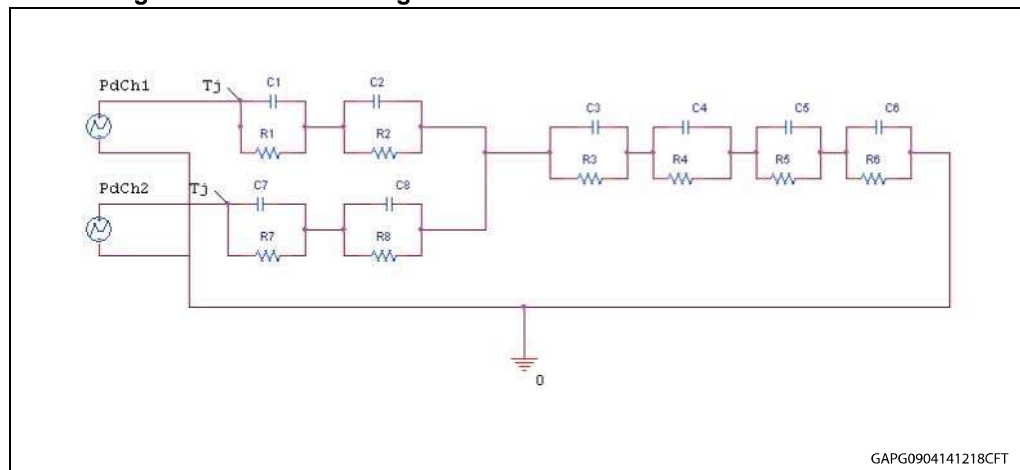 PdCh1
Tj
C1
C2
R1
R2
C3
C4
C5
C6
R3
R4
R5
R6
PdCh2
Tj
C7
C8
R7
R8
0
GAPG0904141218CFT